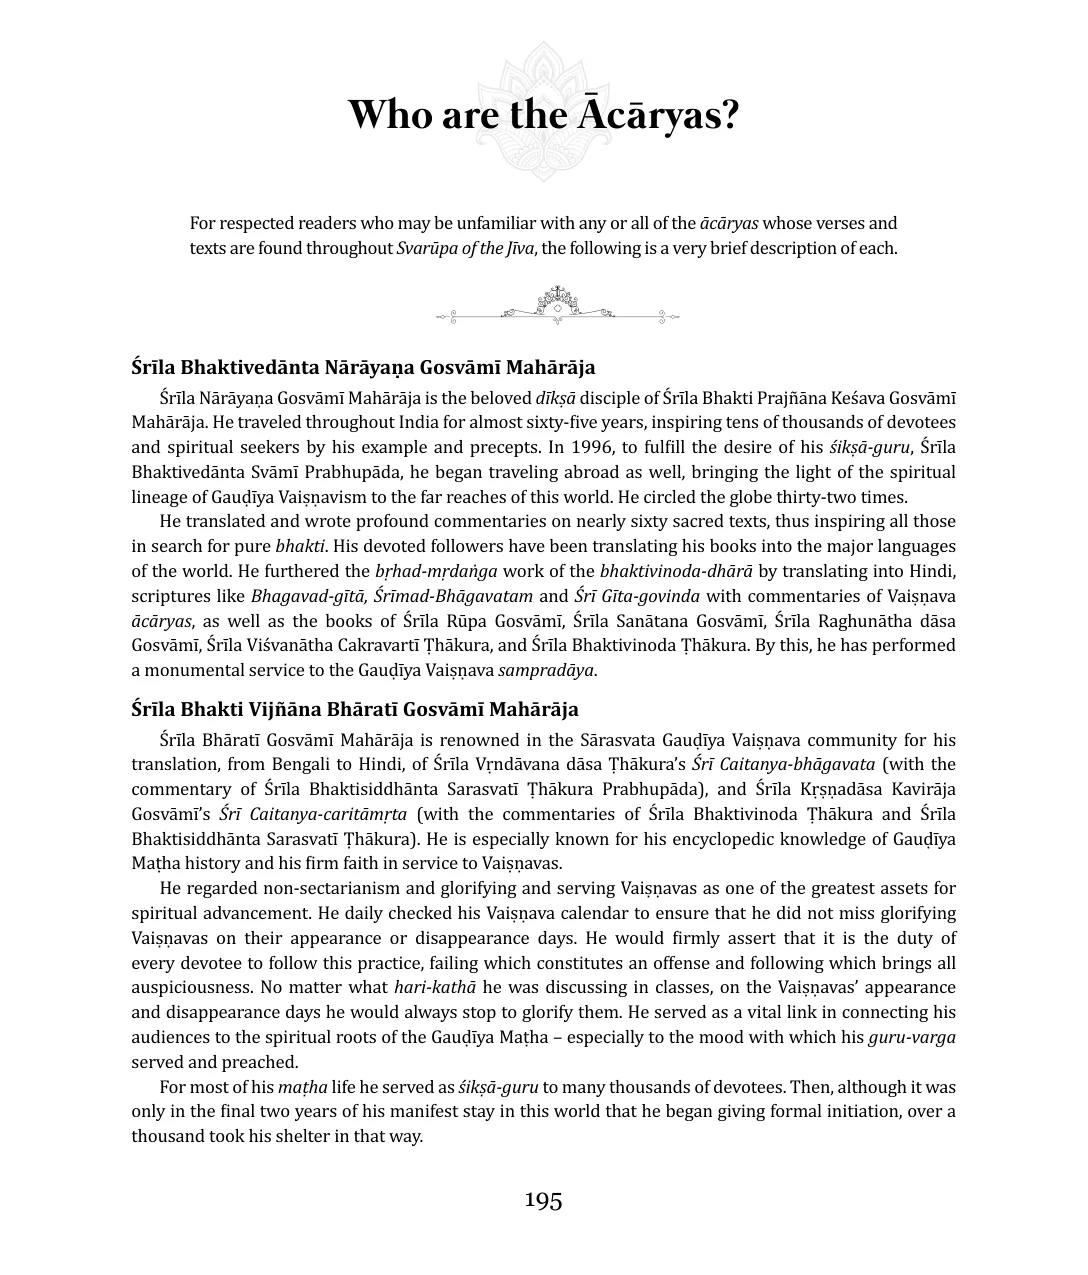 Who are the Ācāryas?
For respected readers who may be unfamiliar with any or all of the ācāryas whose verses and
texts are found throughout Svarūpa of the Jīva, the following is a very brief description of each.
Śrīla Bhaktivedānta Nārāyaṇa Gosvāmī Mahārāja
Śrīla Nārāyaṇa Gosvāmī Mahārāja is the beloved dīkṣā disciple of Śrīla Bhakti Prajñāna Keśava Gosvāmī
Mahārāja. He traveled throughout India for almost sixty-five years, inspiring tens of thousands of devotees
and spiritual seekers by his example and precepts. In 1996, to fulfill the desire of his śikṣā-guru, Śrīla
Bhaktivedānta Svāmī Prabhupāda, he began traveling abroad as well, bringing the light of the spiritual
lineage of Gauḍīya Vaiṣṇavism to the far reaches of this world. He circled the globe thirty-two times.
He translated and wrote profound commentaries on nearly sixty sacred texts, thus inspiring all those
in search for pure bhakti. His devoted followers have been translating his books into the major languages
of the world. He furthered the bṛhad-mṛdaṅga work of the bhaktivinoda-dhārā by translating into Hindi,
scriptures like Bhagavad-gītā, Śrīmad-Bhāgavatam and Śrī Gīta-govinda with commentaries of Vaiṣṇava
ācāryas, as well as the books of Śrīla Rūpa Gosvāmī, Śrīla Sanātana Gosvāmī, Śrīla Raghunātha dāsa
Gosvāmī, Śrīla Viśvanātha Cakravartī Ṭhākura, and Śrīla Bhaktivinoda Ṭhākura. By this, he has performed
a monumental service to the Gauḍīya Vaiṣṇava sampradāya.
Śrīla Bhakti Vijñāna Bhāratī Gosvāmī Mahārāja
Śrīla Bhāratī Gosvāmī Mahārāja is renowned in the Sārasvata Gauḍīya Vaiṣṇava community for his
translation, from Bengali to Hindi, of Śrīla Vṛndāvana dāsa Ṭhākura’s Śrī Caitanya-bhāgavata (with the
commentary of Śrīla Bhaktisiddhānta Sarasvatī Ṭhākura Prabhupāda), and Śrīla Kṛṣṇadāsa Kavirāja
Gosvāmī’s Śrī Caitanya-caritāmṛta (with the commentaries of Śrīla Bhaktivinoda Ṭhākura and Śrīla
Bhaktisiddhānta Sarasvatī Ṭhākura). He is especially known for his encyclopedic knowledge of Gauḍīya
Maṭha history and his firm faith in service to Vaiṣṇavas.
He regarded non-sectarianism and glorifying and serving Vaiṣṇavas as one of the greatest assets for
spiritual advancement. He daily checked his Vaiṣṇava calendar to ensure that he did not miss glorifying
Vaiṣṇavas on their appearance or disappearance days. He would firmly assert that it is the duty of
every devotee to follow this practice, failing which constitutes an offense and following which brings all
auspiciousness. No matter what hari-kathā he was discussing in classes, on the Vaiṣṇavas’ appearance
and disappearance days he would always stop to glorify them. He served as a vital link in connecting his
audiences to the spiritual roots of the Gauḍīya Maṭha – especially to the mood with which his guru-varga
served and preached.
For most of his maṭha life he served as śikṣā-guru to many thousands of devotees. Then, although it was
only in the final two years of his manifest stay in this world that he began giving formal initiation, over a
thousand took his shelter in that way.
195